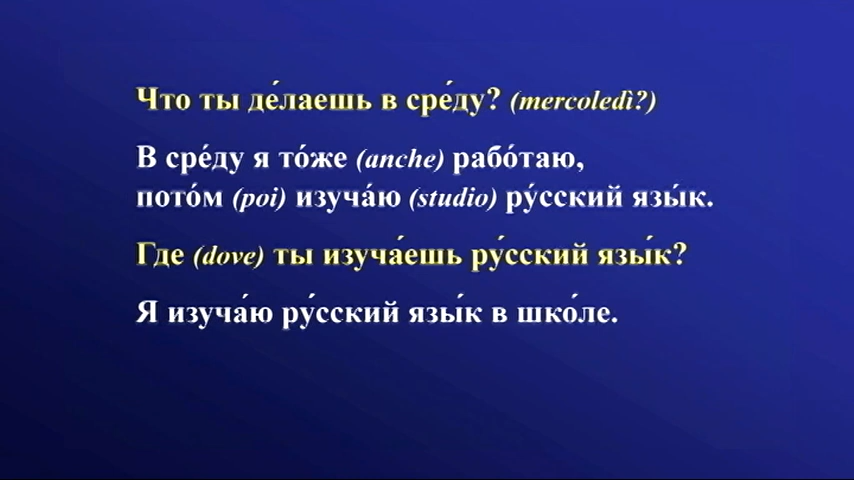 Что ты де́лаешь в сре́ду? (mercoledì?)
В сре́ду я то́же (anche) рабо́таю,
пото́м (poi) изуча́ю (studio) ру́сский язы́к.
Где (dove) ты изуча́ешь ру́сский язы́к?
Я изуча́ю ру́сский язы́к в шко́ле.